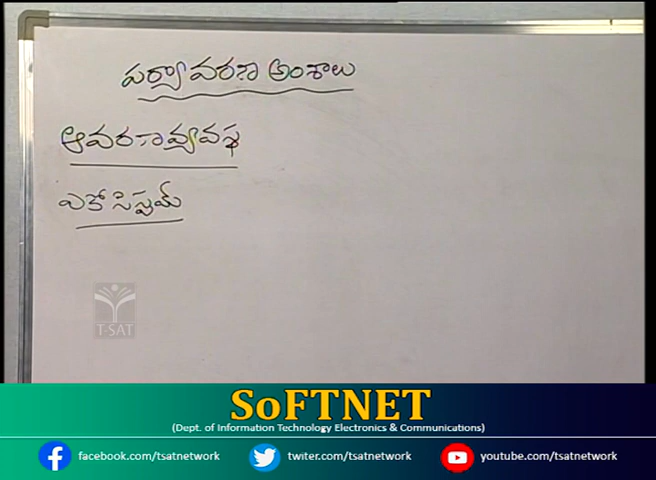 పర్యావరణ అంశాలు
ఆవరణావ్యవస్థ
ఎకో సిస్టమ్
T-SAT
SoFTNET
(Dept. of Information Technology Electronics & Communications)
facebook.com/tsatnetwork
twiter.com/tsatnetwork
youtube.com/tsatnetwork